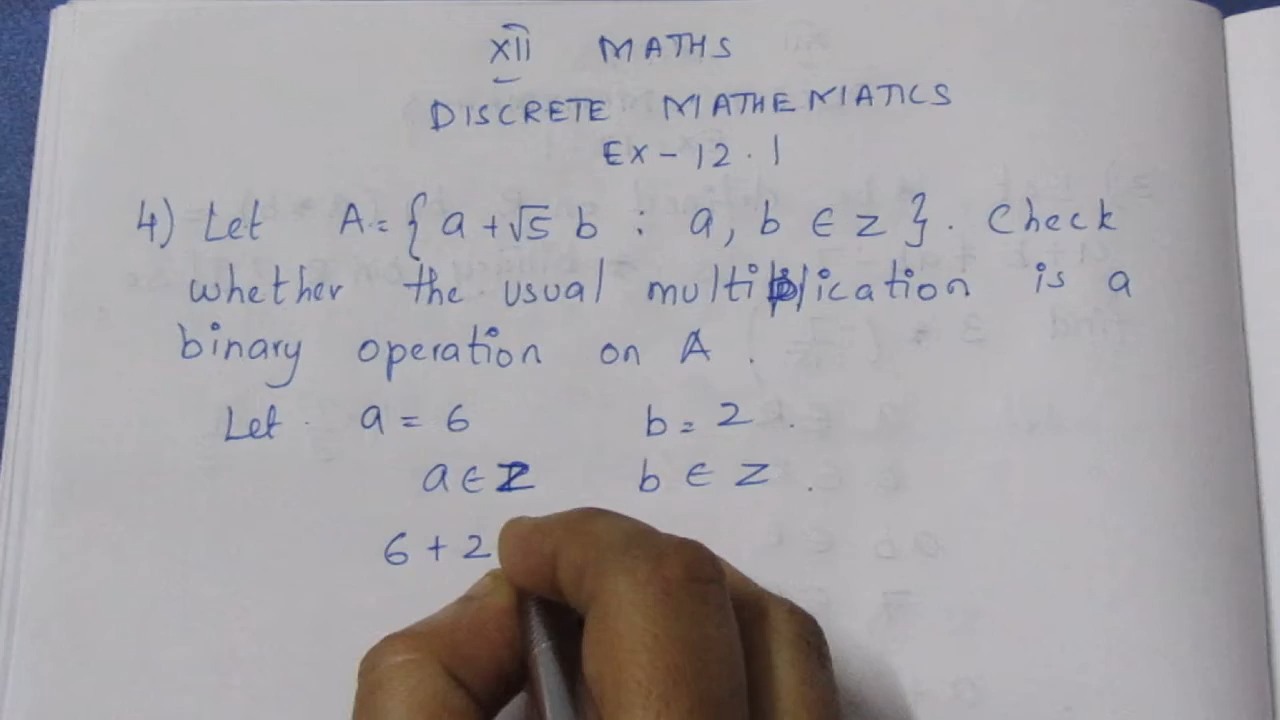 XII MATHS
DISCRETE MATHEMATICS
EX - 12.1
4) Let A = { a + √5 b : a, b ∈ z }. Check
whether the usual multiplication is a
binary operation on A.
Let a = 6 b = 2.
a ∈ Z b ∈ Z.
6 + 2